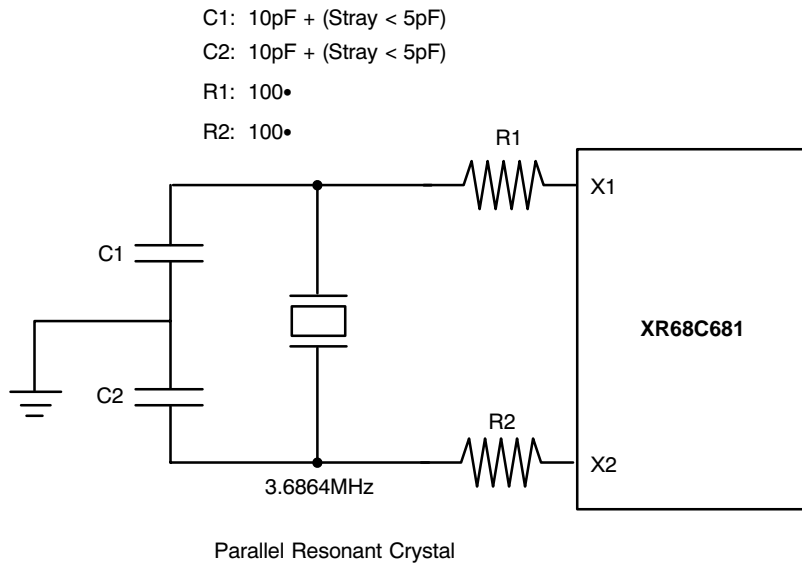 C1: 10pF + (Stray < 5pF)
C2: 10pF + (Stray < 5pF)
R1: 100•
R2: 100•
R1
X1
C1
XR68C681
C2
R2
X2
3.6864MHz
Parallel Resonant Crystal